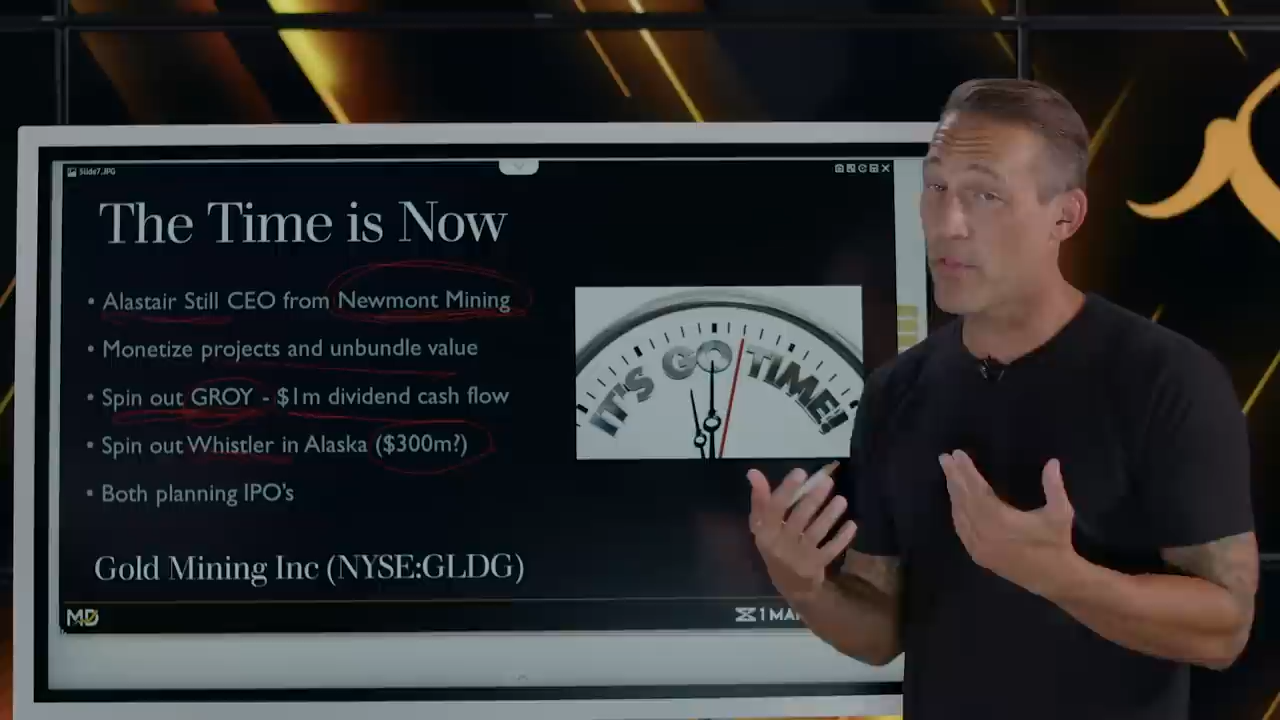 Slide7.JPG
The Time is Now
• Alastair Still CEO from Newmont Mining
• Monetize projects and unbundle value
• Spin out GROY - $1m dividend cash flow
• Spin out Whistler in Alaska ($300m?)
• Both planning IPO's
IT'S GO TIME!
Gold Mining Inc (NYSE:GLDG)
MD
1 MA